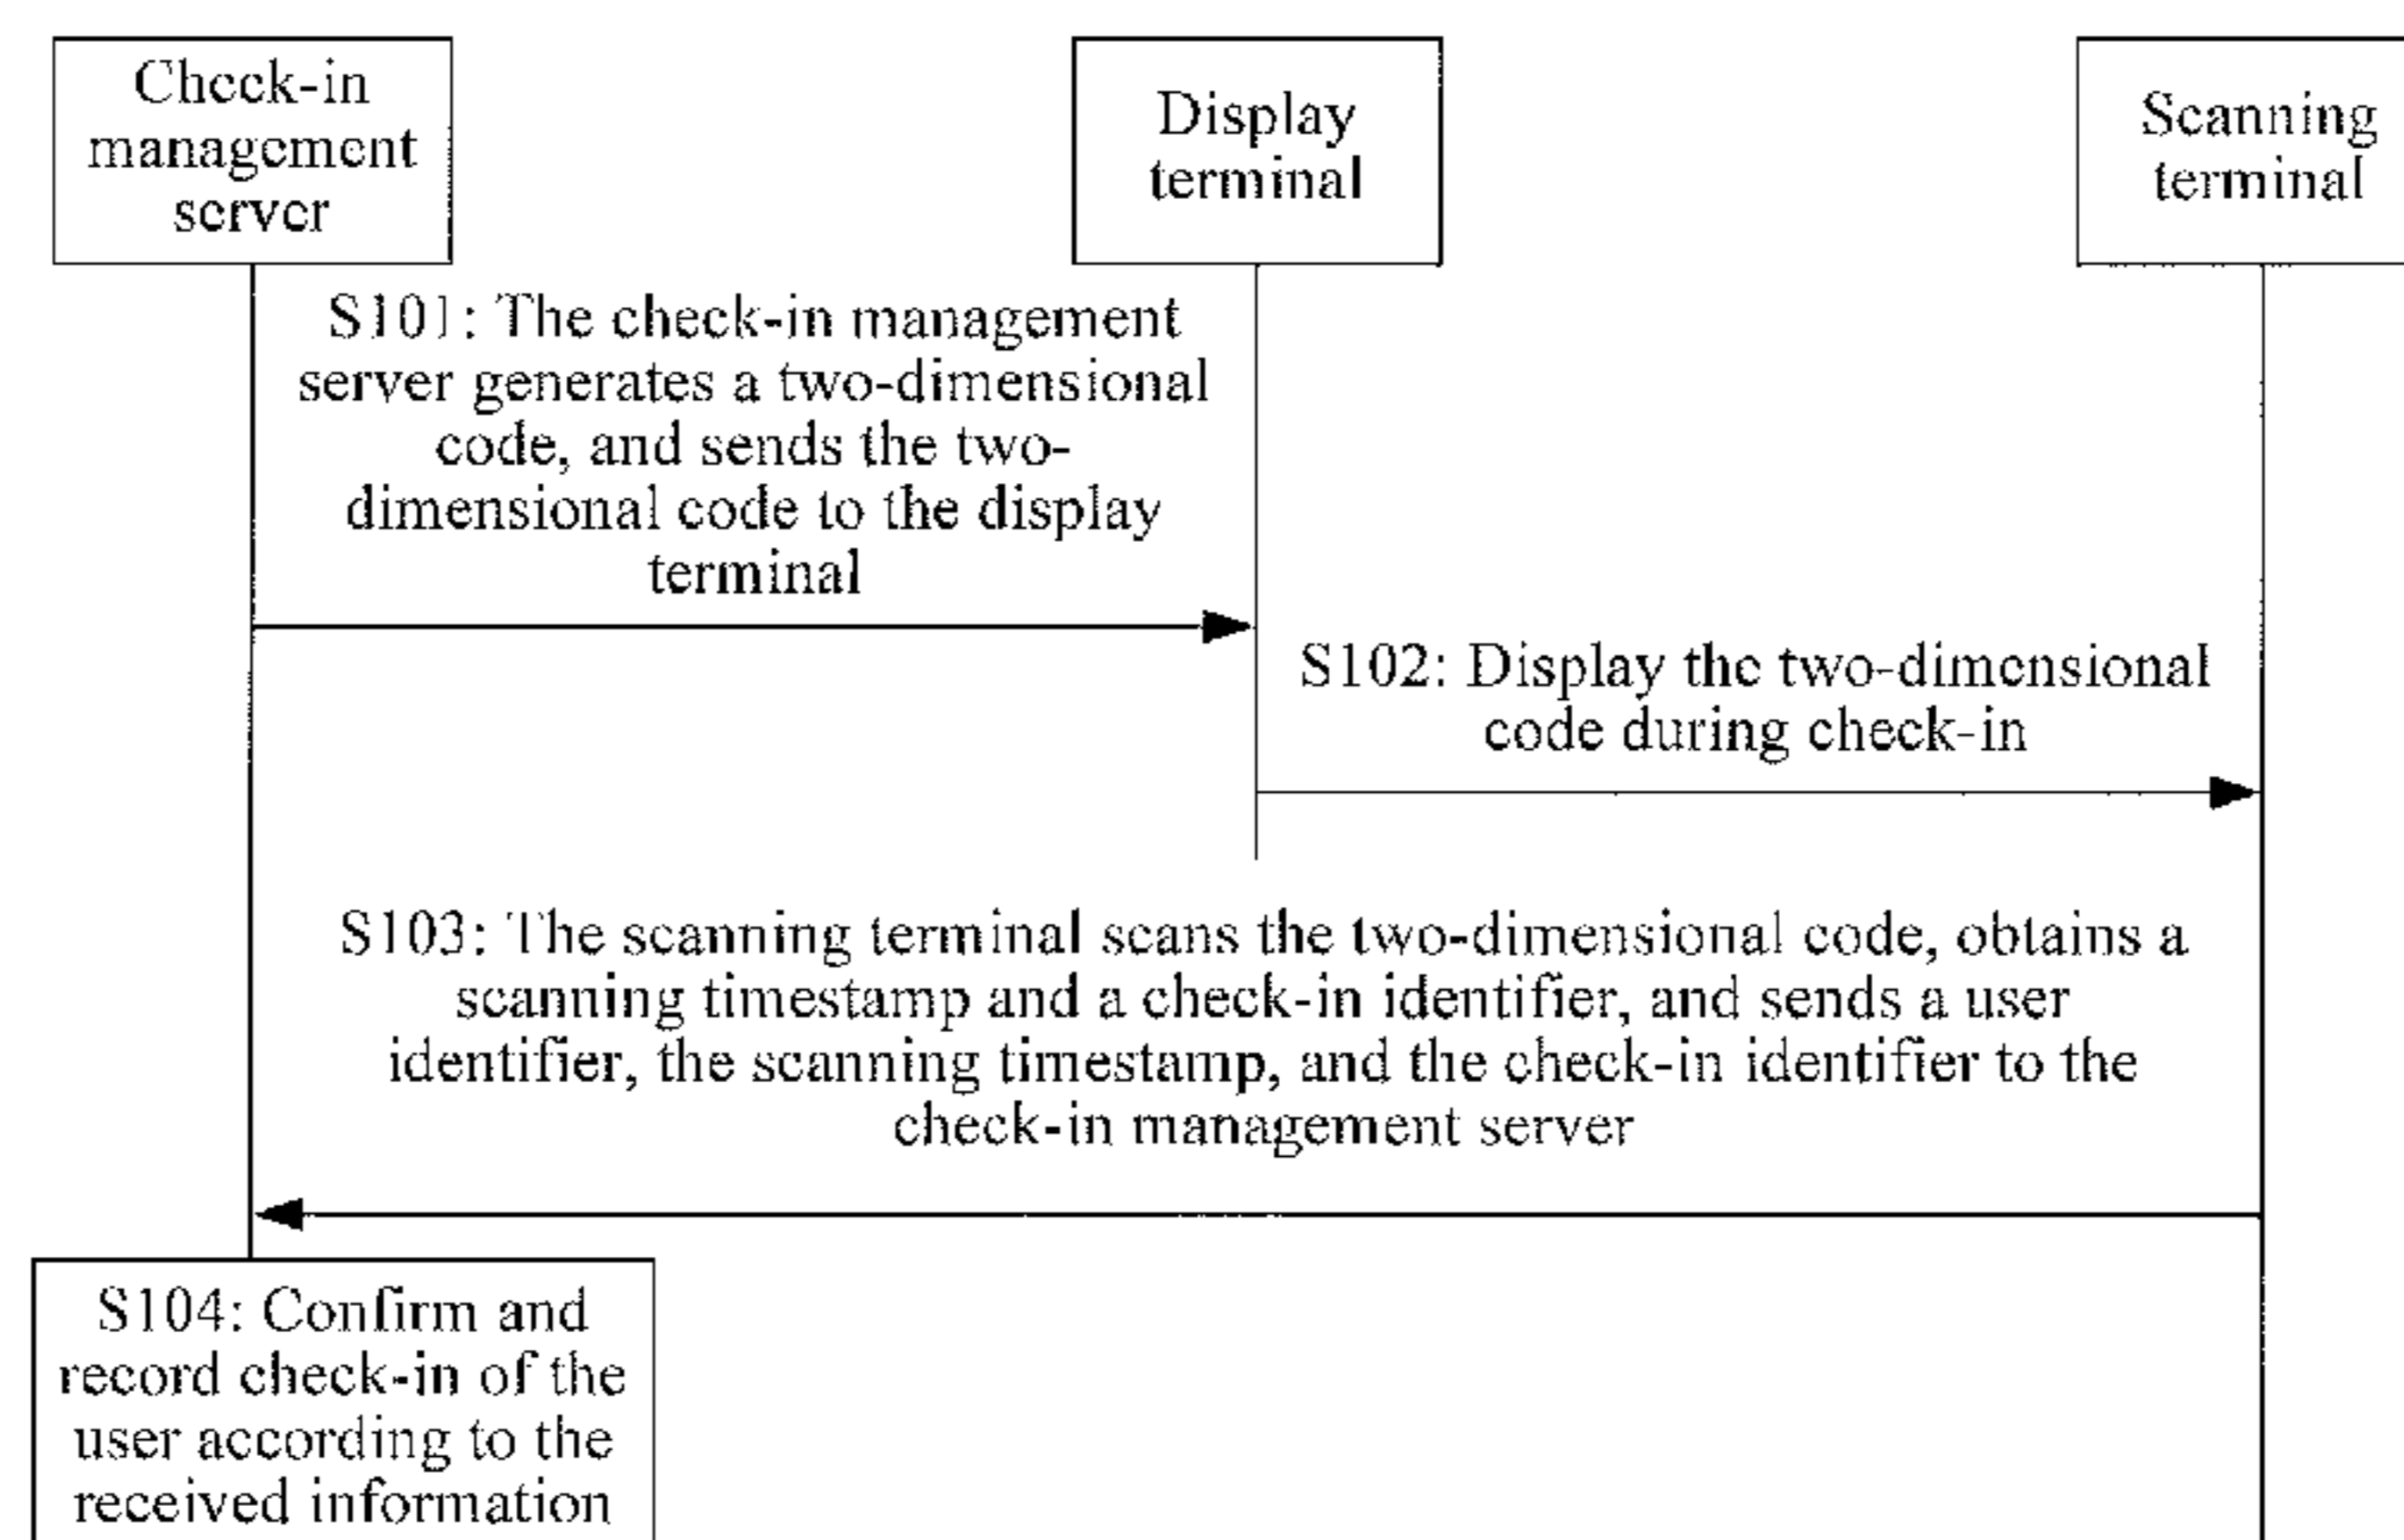 Check-in
management
server
Display
terminal
Scanning
terminal
S101: The check-in management
server generates a two-dimensional
code, and sends the two-
dimensional code to the display
terminal
S102: Display the two-dimensional
code during check-in
S103: The scanning terminal scans the two-dimensional code, obtains a
scanning timestamp and a check-in identifier, and sends a user
identifier, the scanning timestamp, and the check-in identifier to the
check-in management server
S104: Confirm and
record check-in of the
user according to the
received information